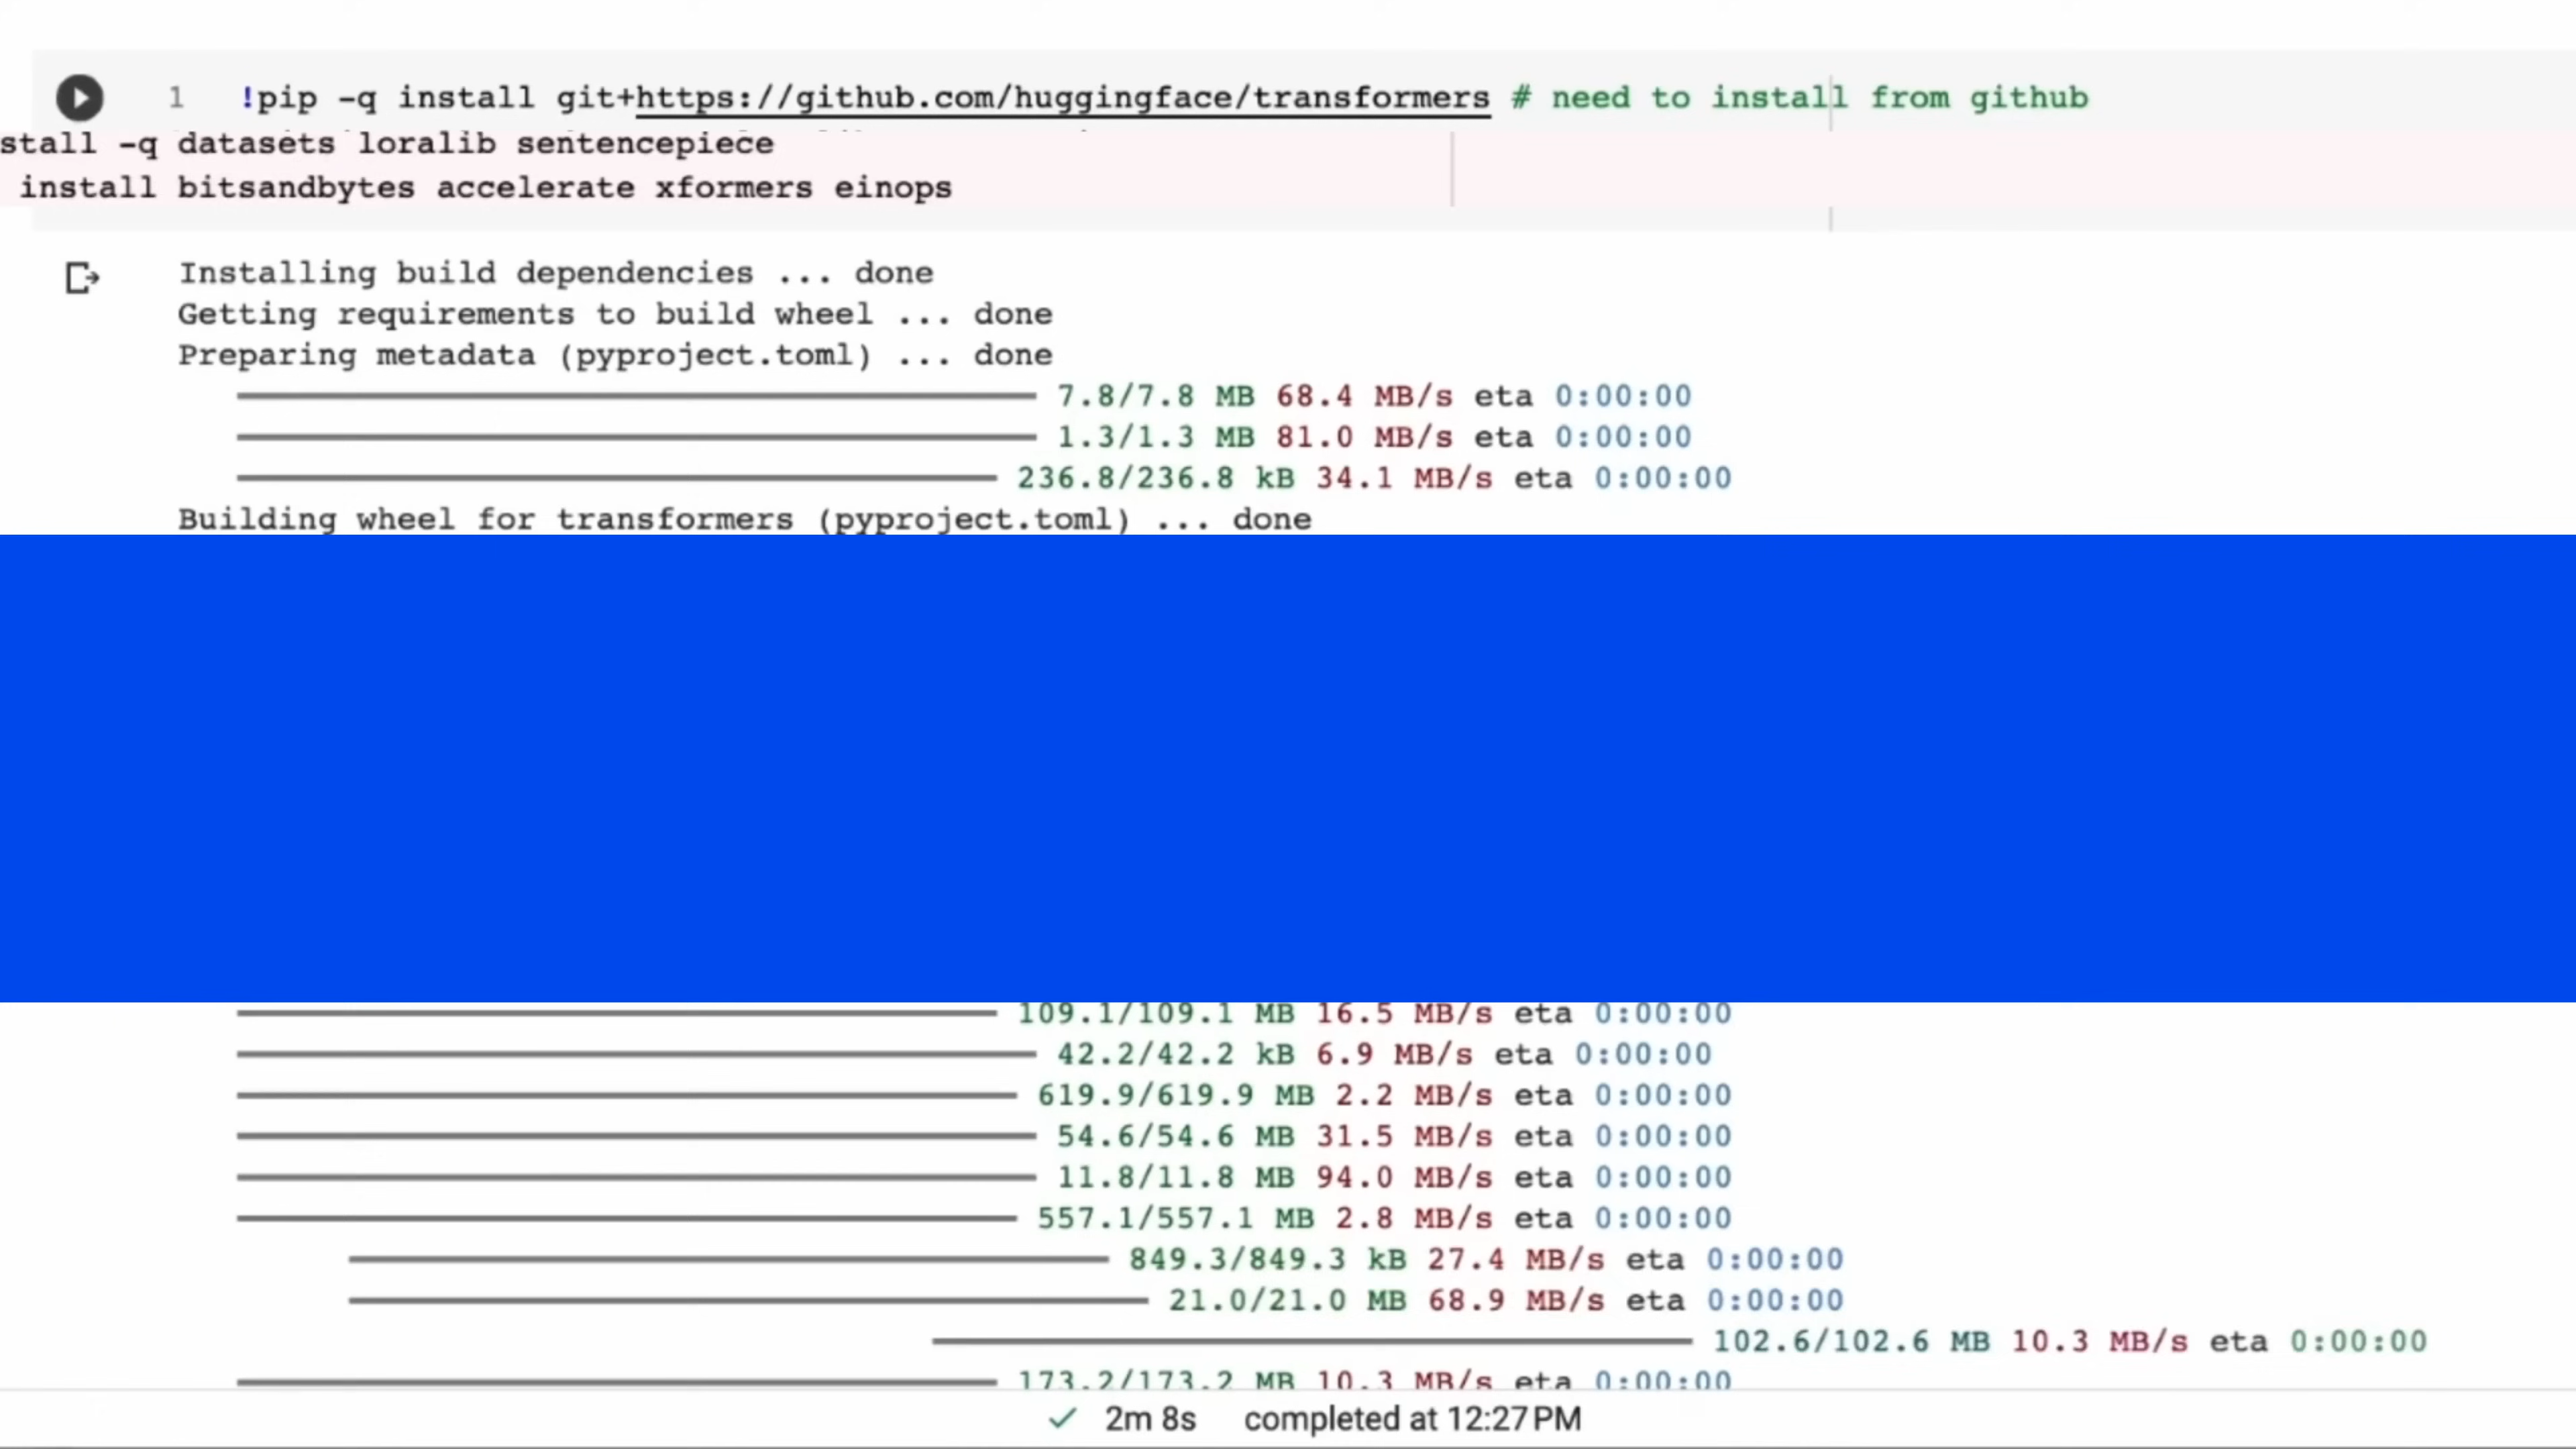 1 !pip -q install git+https://github.com/huggingface/transformers # need to install from github
stall -q datasets loralib sentencepiece
install bitsandbytes accelerate xformers einops
Installing build dependencies ... done
Getting requirements to build wheel ... done
Preparing metadata (pyproject.toml) ... done
7.8/7.8 MB 68.4 MB/s eta 0:00:00
1.3/1.3 MB 81.0 MB/s eta 0:00:00
236.8/236.8 kB 34.1 MB/s eta 0:00:00
Building wheel for transformers (pyproject.toml) ... done
109.1/109.1 MB 16.5 MB/s eta 0:00:00
42.2/42.2 kB 6.9 MB/s eta 0:00:00
619.9/619.9 MB 2.2 MB/s eta 0:00:00
54.6/54.6 MB 31.5 MB/s eta 0:00:00
11.8/11.8 MB 94.0 MB/s eta 0:00:00
557.1/557.1 MB 2.8 MB/s eta 0:00:00
849.3/849.3 kB 27.4 MB/s eta 0:00:00
21.0/21.0 MB 68.9 MB/s eta 0:00:00
102.6/102.6 MB 10.3 MB/s eta 0:00:00
173.2/173.2 MB 10.3 MB/s eta 0:00:00
2m 8s completed at 12:27 PM